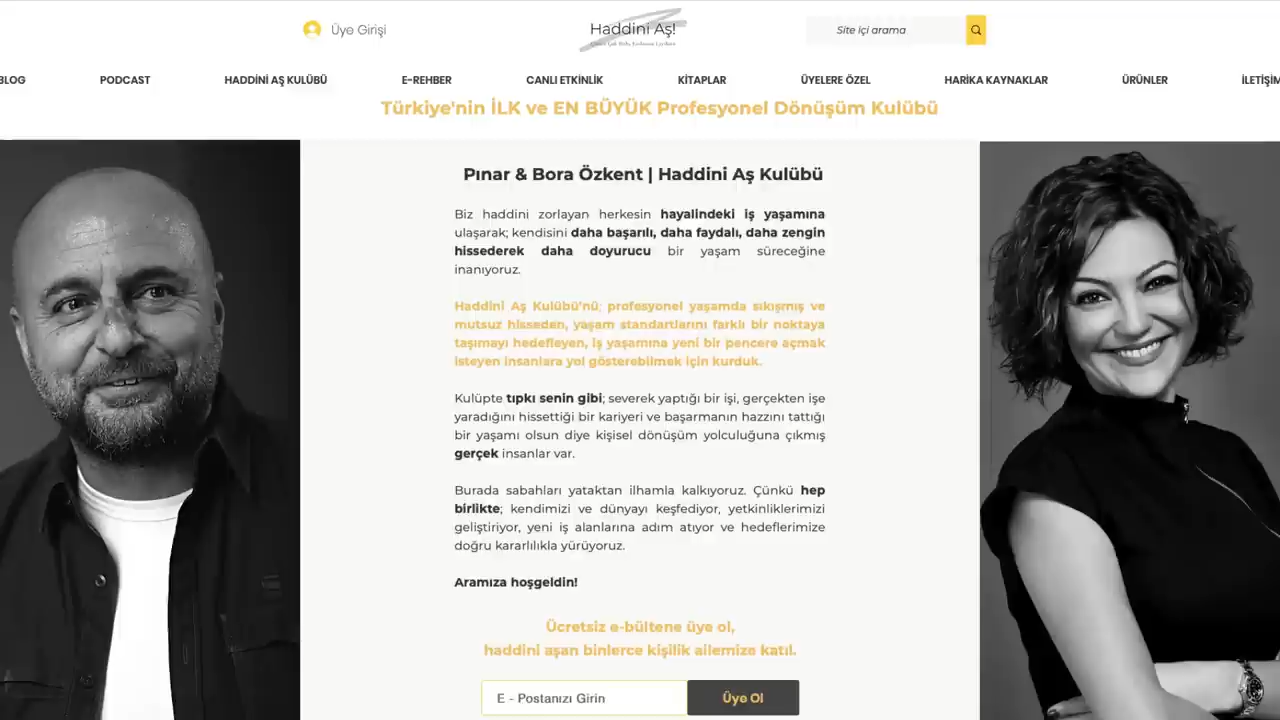 Üye Girişi
Haddini Aş!
Site içi arama
BLOG
PODCAST
HADDİNİ AŞ KULÜBÜ
E-REHBER
CANLI ETKİNLİK
KİTAPLAR
ÜYELERE ÖZEL
HARİKA KAYNAKLAR
ÜRÜNLER
İLETİŞİM
Türkiye'nin İLK ve EN BÜYÜK Profesyonel Dönüşüm Kulübü
Pınar & Bora Özkent | Haddini Aş Kulübü
Biz haddini zorlayan herkesin hayalindeki iş yaşamına
ulaşarak; kendisini daha başarılı, daha faydalı, daha zengin
hissederek daha doyurucu bir yaşam süreceğine
inanıyoruz.
Haddini Aş Kulübü'nü; profesyonel yaşamda sıkışmış ve
mutsuz hisseden, yaşam standartlarını farklı bir noktaya
taşımayı hedefleyen, iş yaşamına yeni bir pencere açmak
isteyen insanlara yol gösterebilmek için kurduk.
Kulüpte tıpkı senin gibi; severek yaptığı bir işi, gerçekten işe
yaradığını hissettiği bir kariyeri ve başarmanın hazzını tattığı
bir yaşamı olsun diye kişisel dönüşüm yolculuğuna çıkmış
gerçek insanlar var.
Burada sabahları yataktan ilhamla kalkıyoruz. Çünkü hep
birlikte; kendimizi ve dünyayı keşfediyor, yetkinliklerimizi
geliştiriyor, yeni iş alanlarına adım atıyor ve hedeflerimize
doğru kararlılıkla yürüyoruz.
Aramıza hoşgeldin!
Ücretsiz e-bültene üye ol,
haddini aşan binlerce kişilik ailemize katıl.
E - Postanızı Girin
Üye Ol